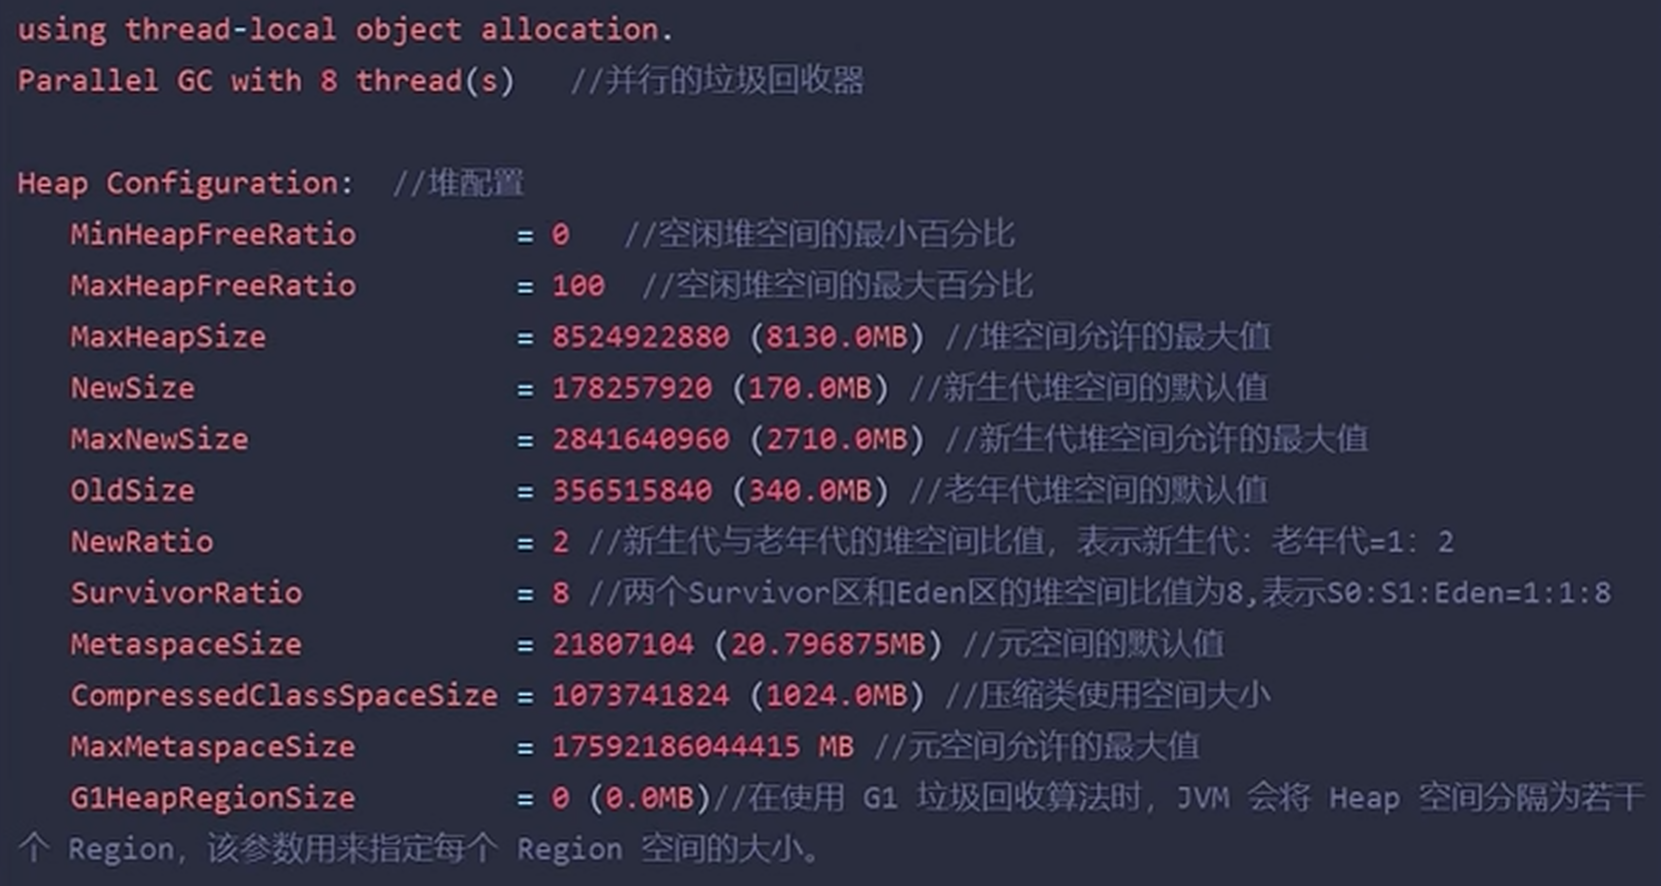 using thread-local object allocation.
Parallel GC with 8 thread(s)   //并行的垃圾回收器
Heap Configuration:  //堆配置
MinHeapFreeRatio         = 0   //空闲堆空间的最小百分比
MaxHeapFreeRatio         = 100  //空闲堆空间的最大百分比
MaxHeapSize              = 8524922880 (8130.0MB) //堆空间允许的最大值
NewSize                  = 178257920 (170.0MB) //新生代堆空间的默认值
MaxNewSize               = 2841640960 (2710.0MB) //新生代堆空间允许的最大值
OldSize                  = 356515840 (340.0MB) //老年代堆空间的默认值
NewRatio                 = 2 //新生代与老年代的堆空间比值，表示新生代：老年代=1：2
SurvivorRatio            = 8 //两个Survivor区和Eden区的堆空间比值为8,表示S0:S1:Eden=1:1:8
MetaspaceSize            = 21807104 (20.796875MB) //元空间的默认值
CompressedClassSpaceSize = 1073741824 (1024.0MB) //压缩类使用空间大小
MaxMetaspaceSize         = 17592186044415 MB //元空间允许的最大值
G1HeapRegionSize         = 0 (0.0MB)//在使用 G1 垃圾回收算法时，JVM 会将 Heap 空间分隔为若干
个 Region，该参数用来指定每个 Region 空间的大小。